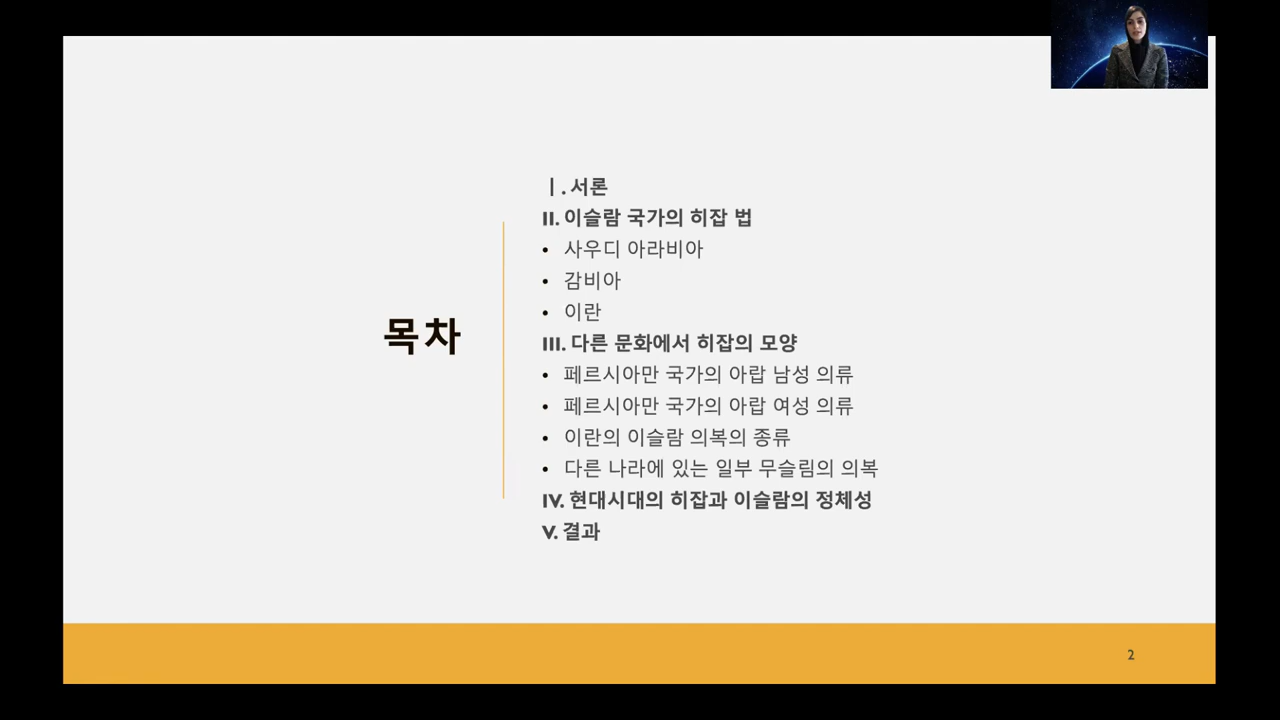 목차
Ⅰ. 서론
II. 이슬람 국가의 히잡 법
• 사우디 아라비아
• 감비아
• 이란
III. 다른 문화에서 히잡의 모양
• 페르시아만 국가의 아랍 남성 의류
• 페르시아만 국가의 아랍 여성 의류
• 이란의 이슬람 의복의 종류
• 다른 나라에 있는 일부 무슬림의 의복
IV. 현대시대의 히잡과 이슬람의 정체성
V. 결과
2